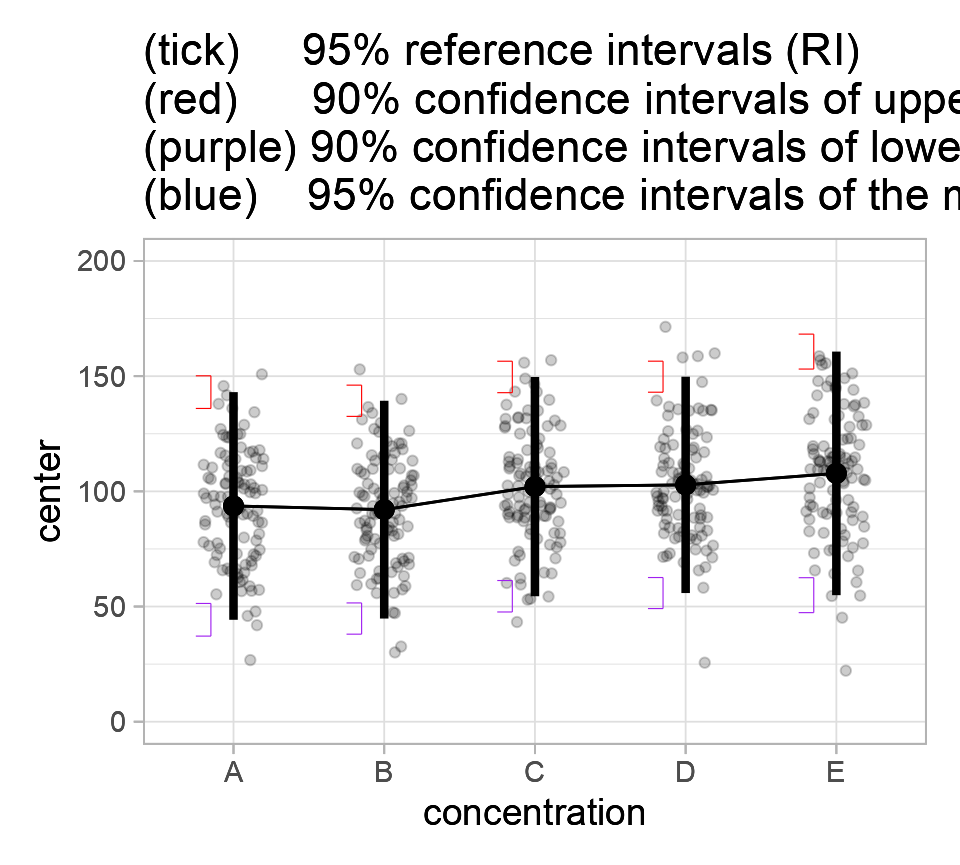 (tick) 95% reference intervals (RI)
(red) 90% confidence intervals of uppe
(purple) 90% confidence intervals of lowe
(blue) 95% confidence intervals of the
200
150
100
50
0
center
A B C D E
concentration